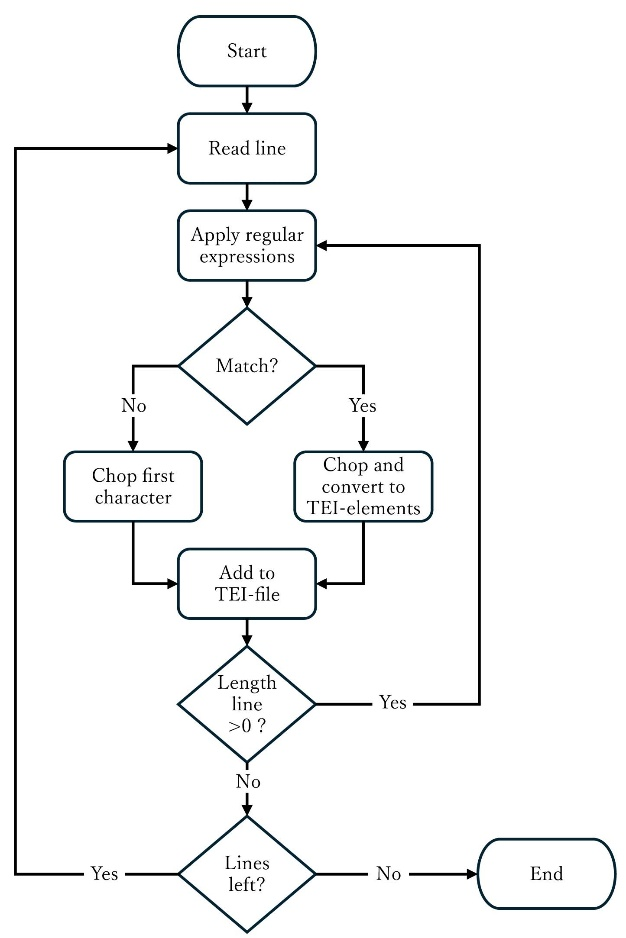 Start
Read line
Apply regular
expressions
Match?
No
Yes
Chop first
character
Chop and
convert to
TEI-elements
Add to
TEI-file
Length
line
>0 ?
Yes
No
Lines
left?
Yes
No
End